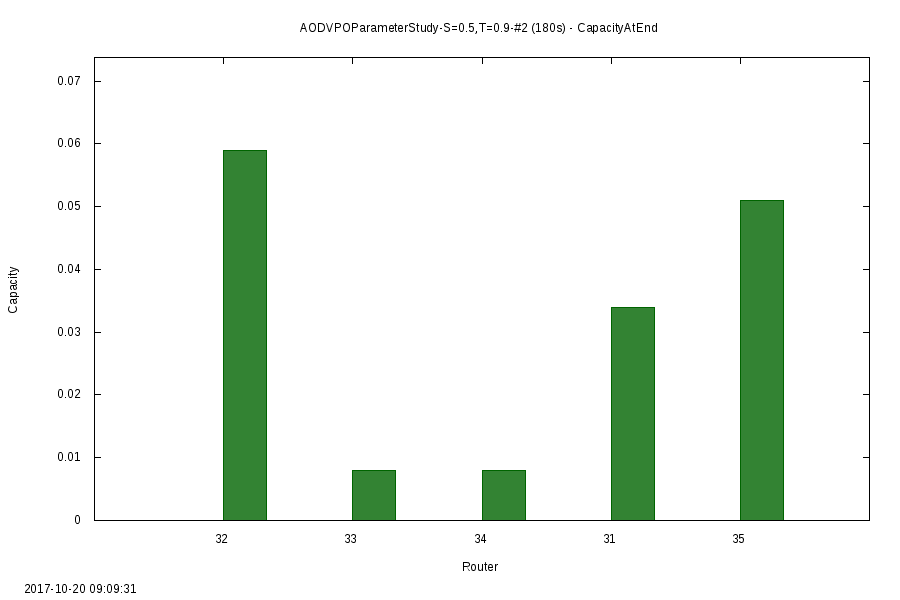 AODVPOParameterStudy-S=0.5,T=0.9-#2 (180s) - CapacityAtEnd
0.07
0.06
0.05
0.04
0.03
0.02
0.01
0
Capacity
32 33 34 31 35
Router
2017-10-20 09:09:31